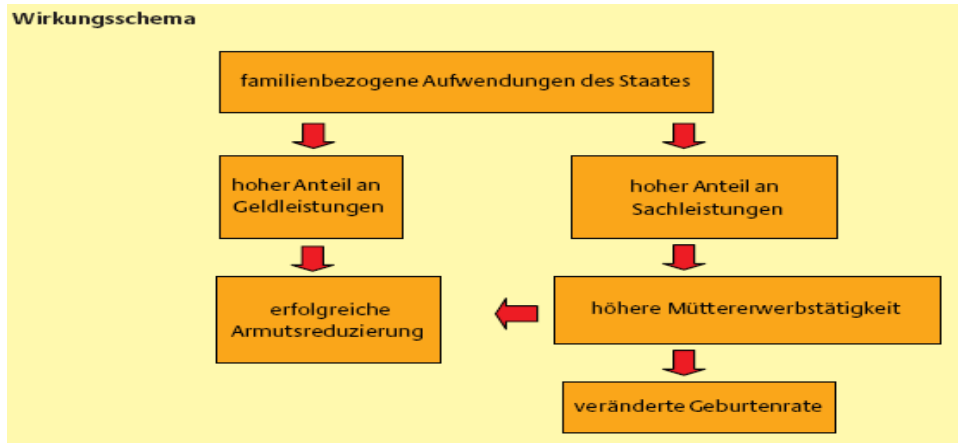 Wirkungsschema
familienbezogene Aufwendungen des Staates
hoher Anteil an
Geldleistungen
hoher Anteil an
Sachleistungen
erfolgreiche
Armutsreduzierung
höhere Müttererwerbstätigkeit
veränderte Geburtenrate